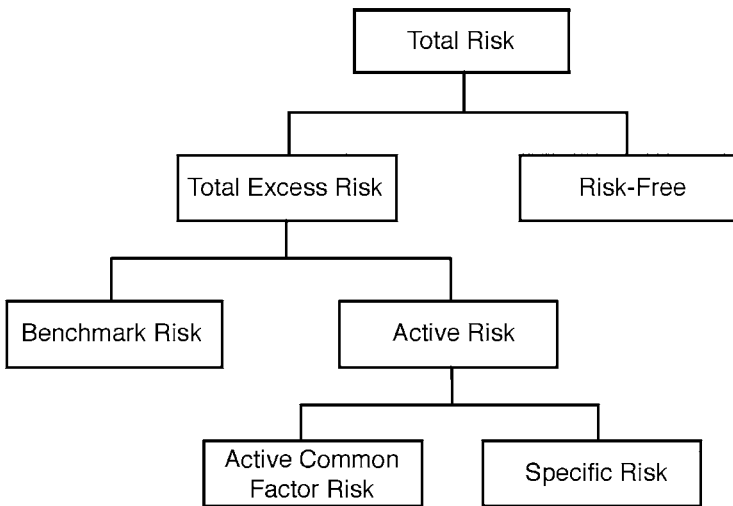 Total Risk
Total Excess Risk
Risk-Free
Benchmark Risk
Active Risk
Active Common
Factor Risk
Specific Risk